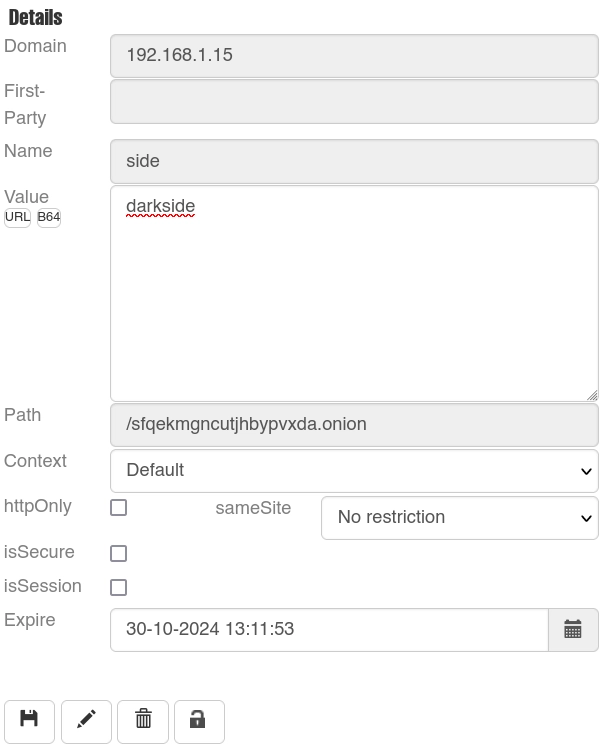 Details
Domain
192.168.1.15
First-
Party
Name
side
Value
darkside
URL B64
Path
/sfqekmgncutjhbypvxda.onion
Context
Default
httpOnly
sameSite
No restriction
isSecure
isSession
Expire
30-10-2024 13:11:53